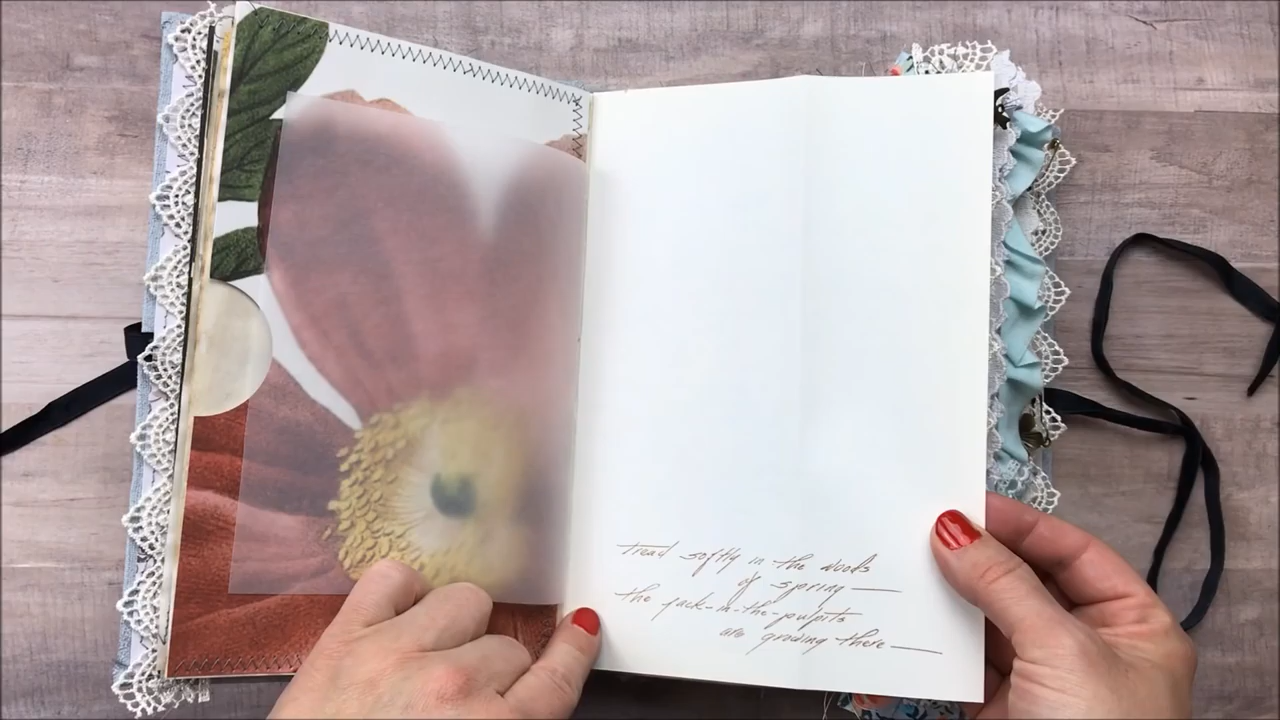 tread softly in the woods
of spring —
the jack-in-the-pulpits
are growing there —